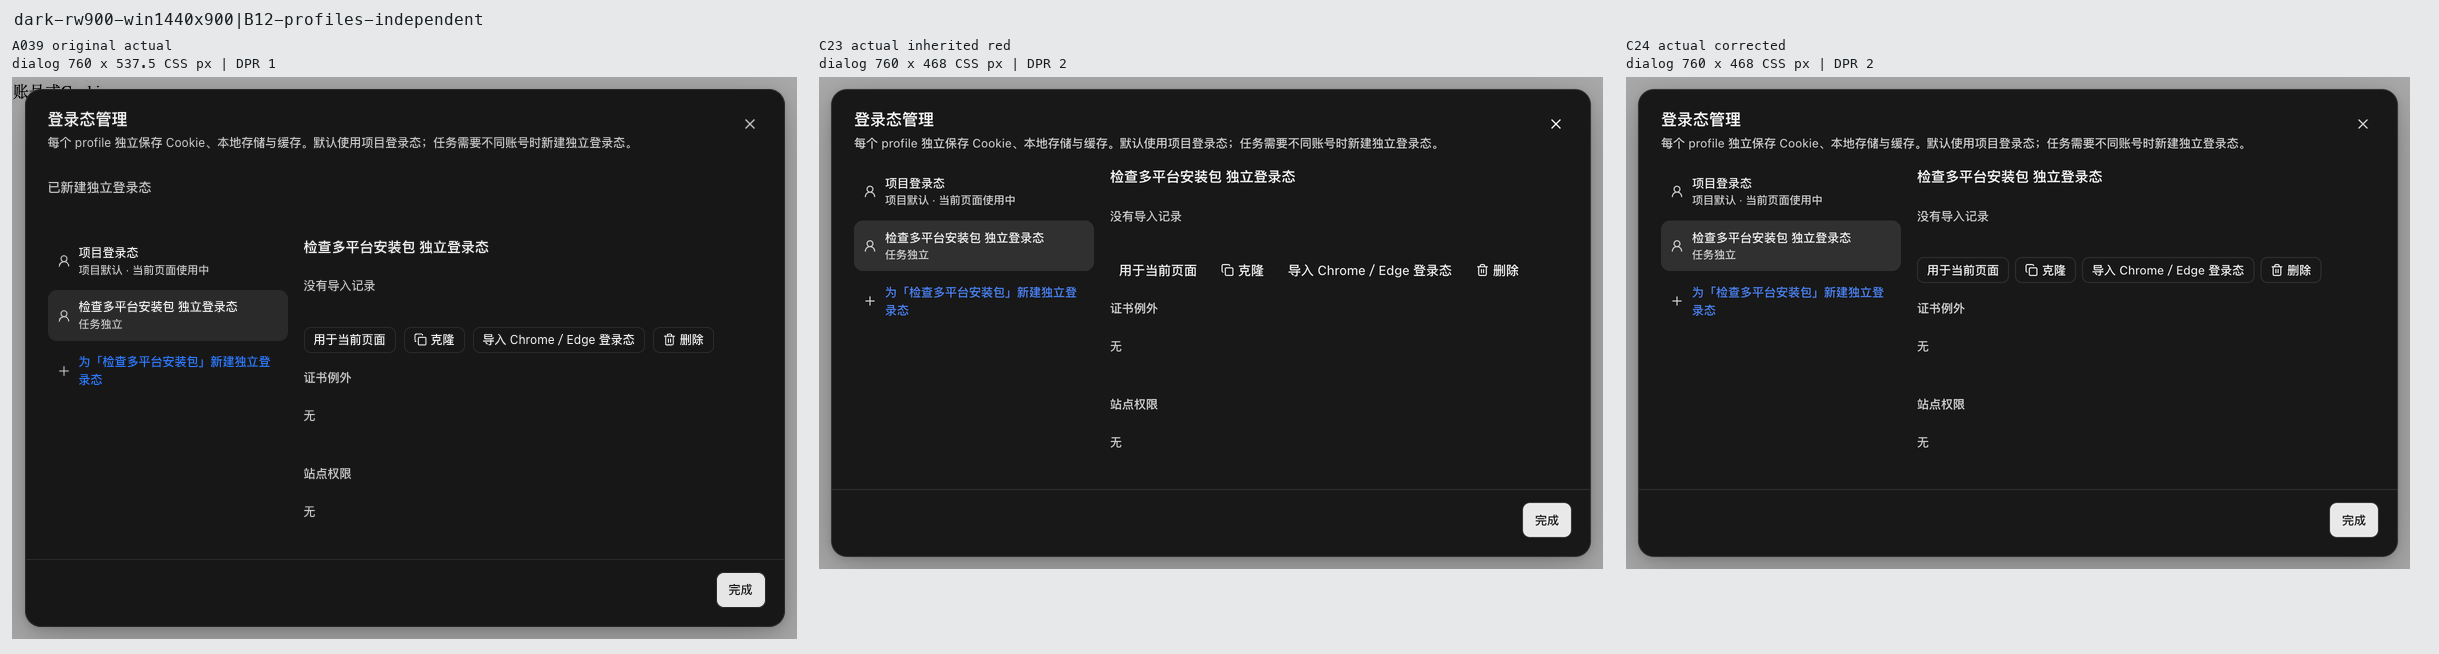 dark-rw900-win1440x900|B12-profiles-independent
A039 original actual
dialog 760 x 537.5 CSS px | DPR 1
登录态管理
每个 profile 独立保存 Cookie、本地存储与缓存。默认使用项目登录态；任务需要不同账号时新建独立登录态。
已新建独立登录态
项目登录态
项目默认 · 当前页面使用中
检查多平台安装包 独立登录态
任务独立
为「检查多平台安装包」新建独立登
录态
检查多平台安装包 独立登录态
没有导入记录
用于当前页面 克隆 导入 Chrome / Edge 登录态 删除
证书例外
无
站点权限
无
完成
C23 actual inherited red
dialog 760 x 468 CSS px | DPR 2
登录态管理
每个 profile 独立保存 Cookie、本地存储与缓存。默认使用项目登录态；任务需要不同账号时新建独立登录态。
项目登录态
项目默认 · 当前页面使用中
检查多平台安装包 独立登录态
任务独立
为「检查多平台安装包」新建独立登
录态
检查多平台安装包 独立登录态
没有导入记录
用于当前页面 克隆 导入 Chrome / Edge 登录态 删除
证书例外
无
站点权限
无
完成
C24 actual corrected
dialog 760 x 468 CSS px | DPR 2
登录态管理
每个 profile 独立保存 Cookie、本地存储与缓存。默认使用项目登录态；任务需要不同账号时新建独立登录态。
项目登录态
项目默认 · 当前页面使用中
检查多平台安装包 独立登录态
任务独立
为「检查多平台安装包」新建独立登
录态
检查多平台安装包 独立登录态
没有导入记录
用于当前页面 克隆 导入 Chrome / Edge 登录态 删除
证书例外
无
站点权限
无
完成